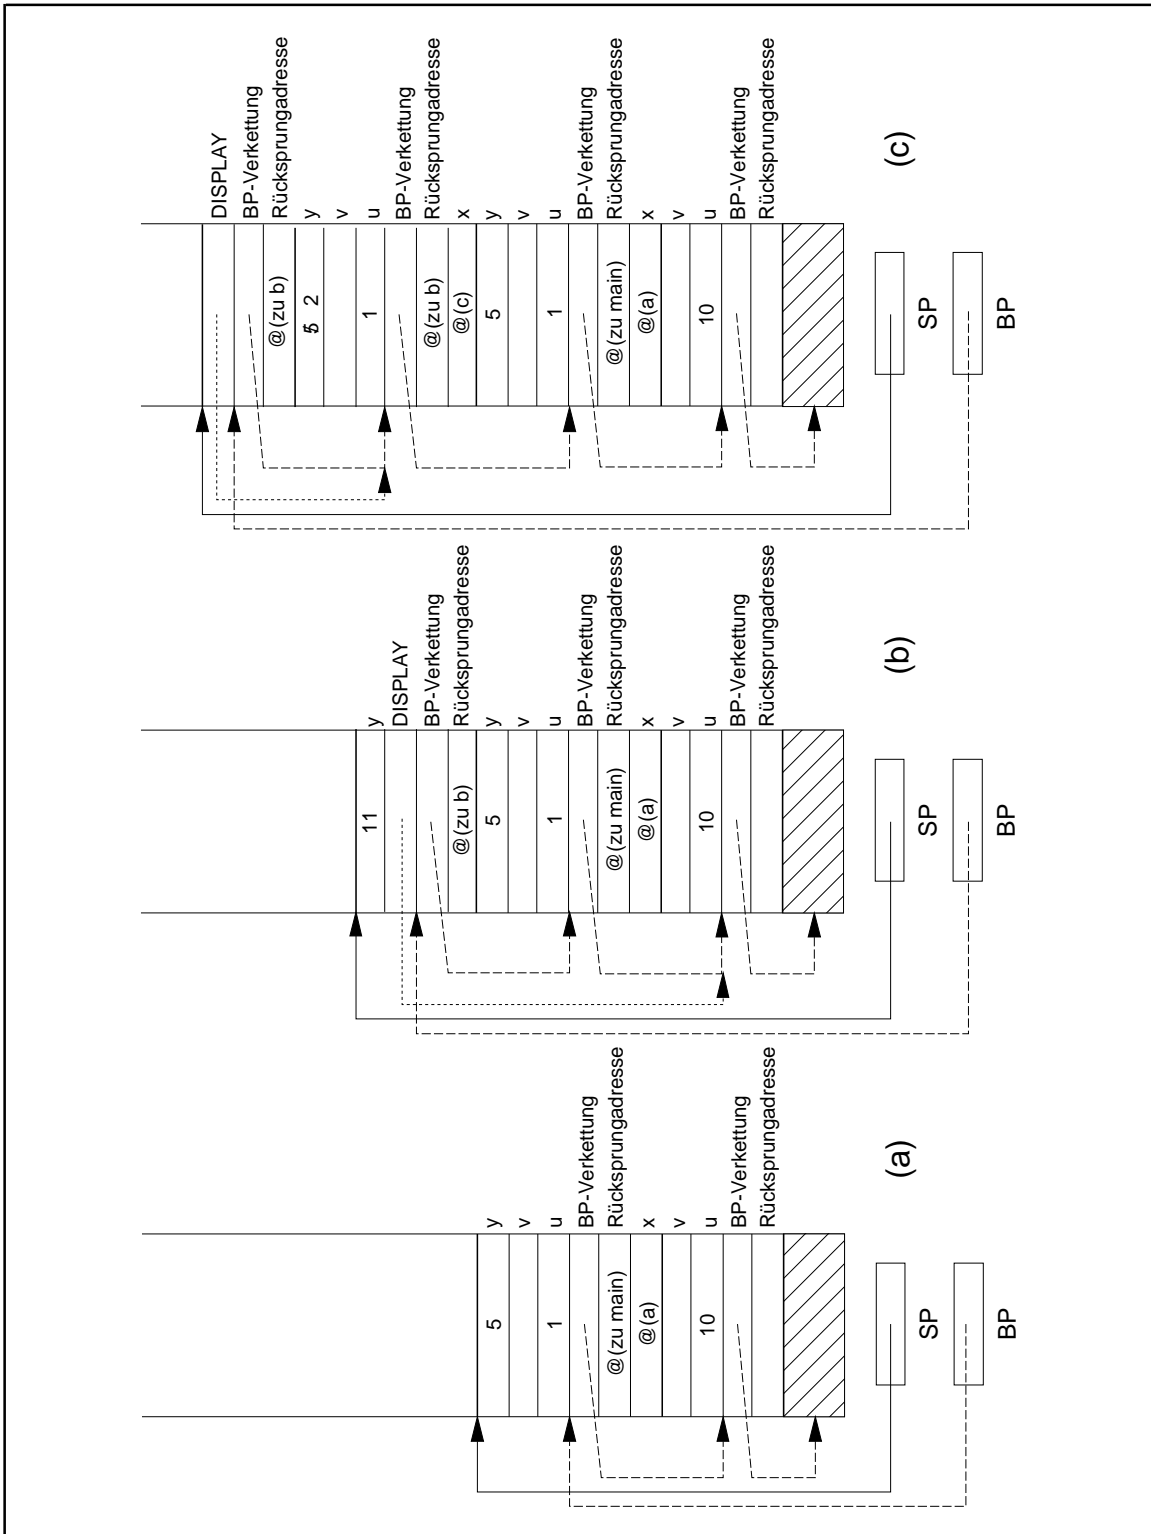 5 y
v
1 u
BP-Verkettung
@(zu main) Rücksprungadresse
@(a) x
v
10 u
BP-Verkettung
Rücksprungadresse
(a)
SP
BP
11 y
DISPLAY
BP-Verkettung
@(zu b) Rücksprungadresse
5 y
v
1 u
BP-Verkettung
@(zu main) Rücksprungadresse
@(a) x
v
10 u
BP-Verkettung
Rücksprungadresse
(b)
SP
BP
DISPLAY
BP-Verkettung
@(zu b) Rücksprungadresse
5 2 y
v
1 u
BP-Verkettung
@(zu b) Rücksprungadresse
@(c) x
5 y
v
1 u
BP-Verkettung
@(zu main) Rücksprungadresse
@(a) x
v
10 u
BP-Verkettung
Rücksprungadresse
(c)
SP
BP